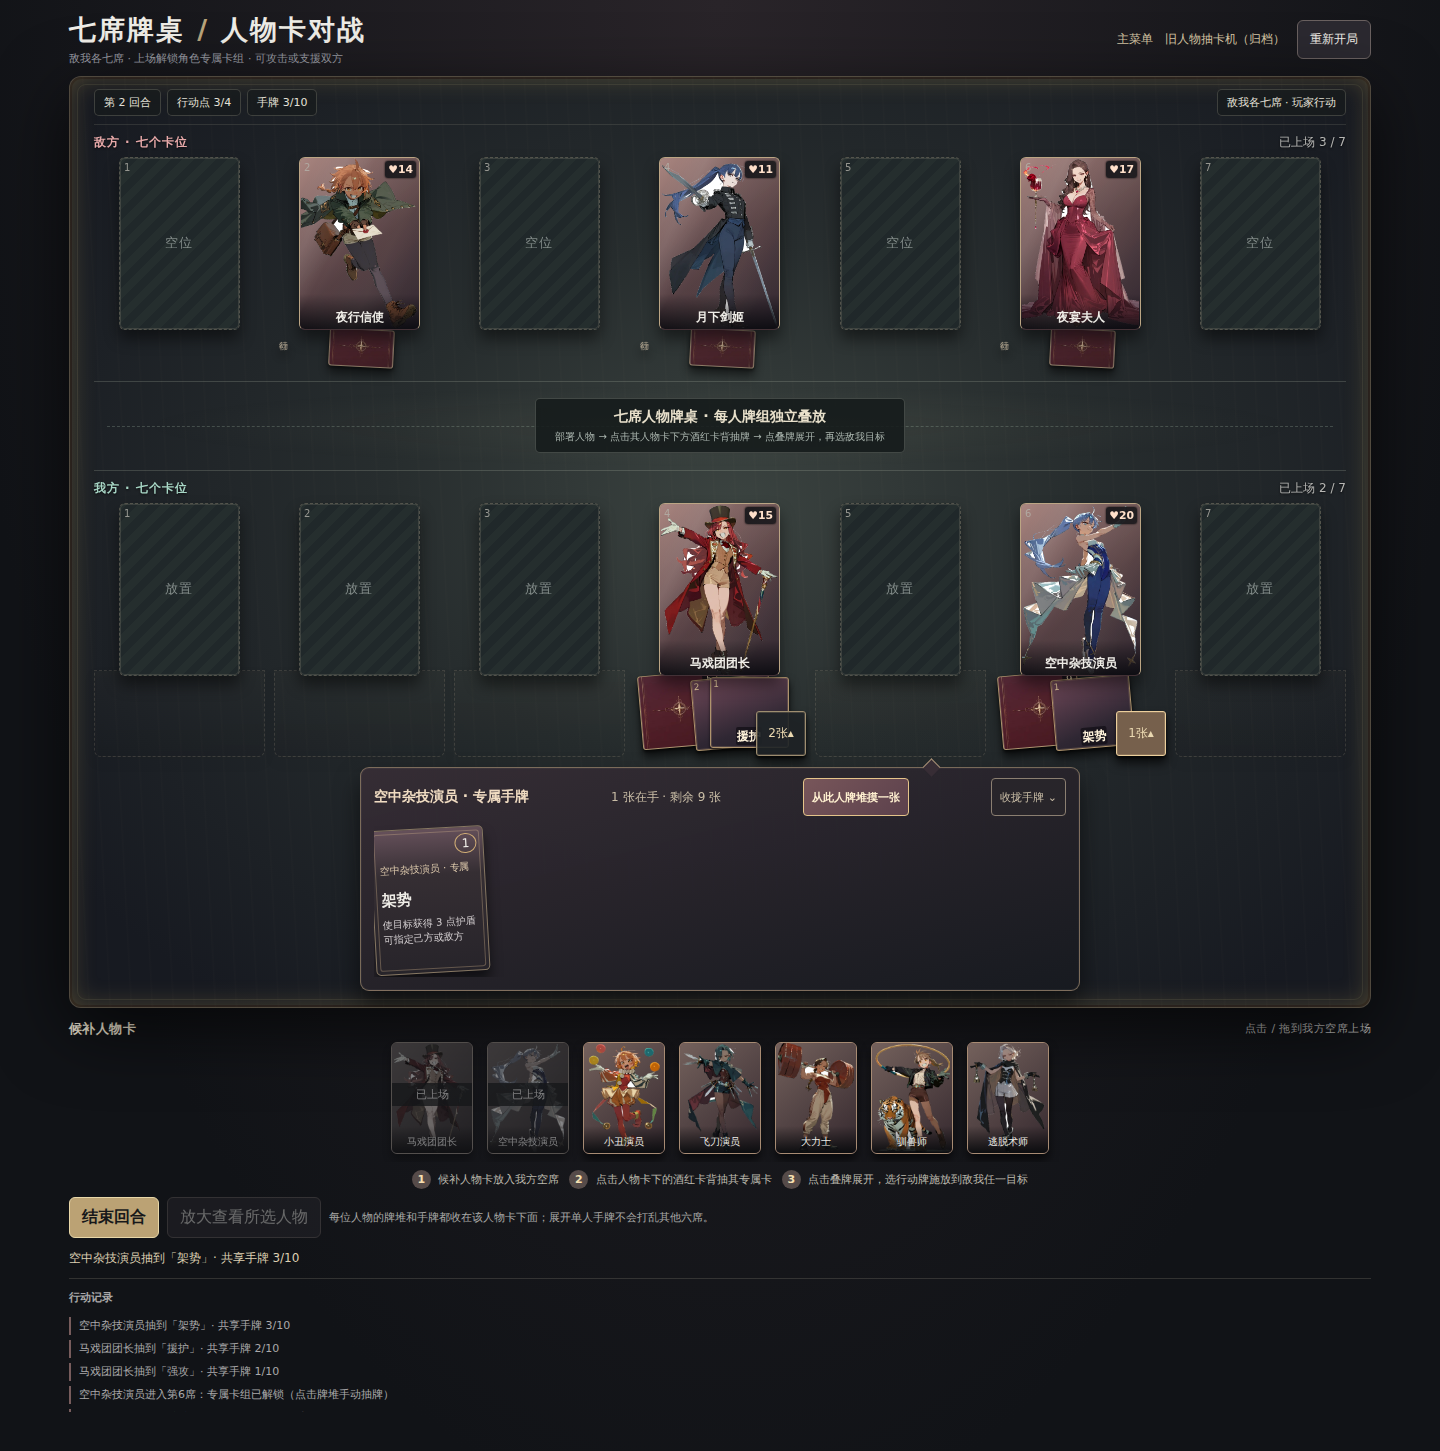 七席牌桌 / 人物卡对战
敌我各七席 · 上场解锁角色专属卡组 · 可攻击或支援双方
主菜单 旧人物抽卡机（归档） 重新开局
第 2 回合 行动点 3/4 手牌 3/10 敌我各七席 · 玩家行动
敌方 · 七个卡位 已上场 3 / 7
1 2 ♥14 3 4 ♥11 5 6 ♥17 7
空位 空位 空位 空位
夜行信使 月下剑姬 夜宴夫人
七席人物牌桌 · 每人牌组独立叠放
部署人物 → 点击其人物卡下方酒红卡背抽牌 → 点叠牌展开，再选敌我目标
我方 · 七个卡位 已上场 2 / 7
1 2 3 4 ♥15 5 6 ♥20 7
放置 放置 放置 放置 放置
马戏团团长 空中杂技演员
2 1 援护 2张▴ 1 架势 1张▴
空中杂技演员 · 专属手牌 1 张在手 · 剩余 9 张 从此人牌堆摸一张 收拢手牌 ⌄
1
空中杂技演员 · 专属
架势
使目标获得 3 点护盾
可指定己方或敌方
候补人物卡 点击 / 拖到我方空席上场
已上场 已上场
马戏团团长 空中杂技演员 小丑演员 飞刀演员 大力士 驯兽师 逃脱术师
1 候补人物卡放入我方空席 2 点击人物卡下的酒红卡背抽其专属卡 3 点击叠牌展开，选行动牌施放到敌我任一目标
结束回合 放大查看所选人物 每位人物的牌堆和手牌都收在该人物卡下面；展开单人手牌不会打乱其他六席。
空中杂技演员抽到「架势」· 共享手牌 3/10
行动记录
空中杂技演员抽到「架势」· 共享手牌 3/10
马戏团团长抽到「援护」· 共享手牌 2/10
马戏团团长抽到「强攻」· 共享手牌 1/10
空中杂技演员进入第6席：专属卡组已解锁（点击牌堆手动抽牌）